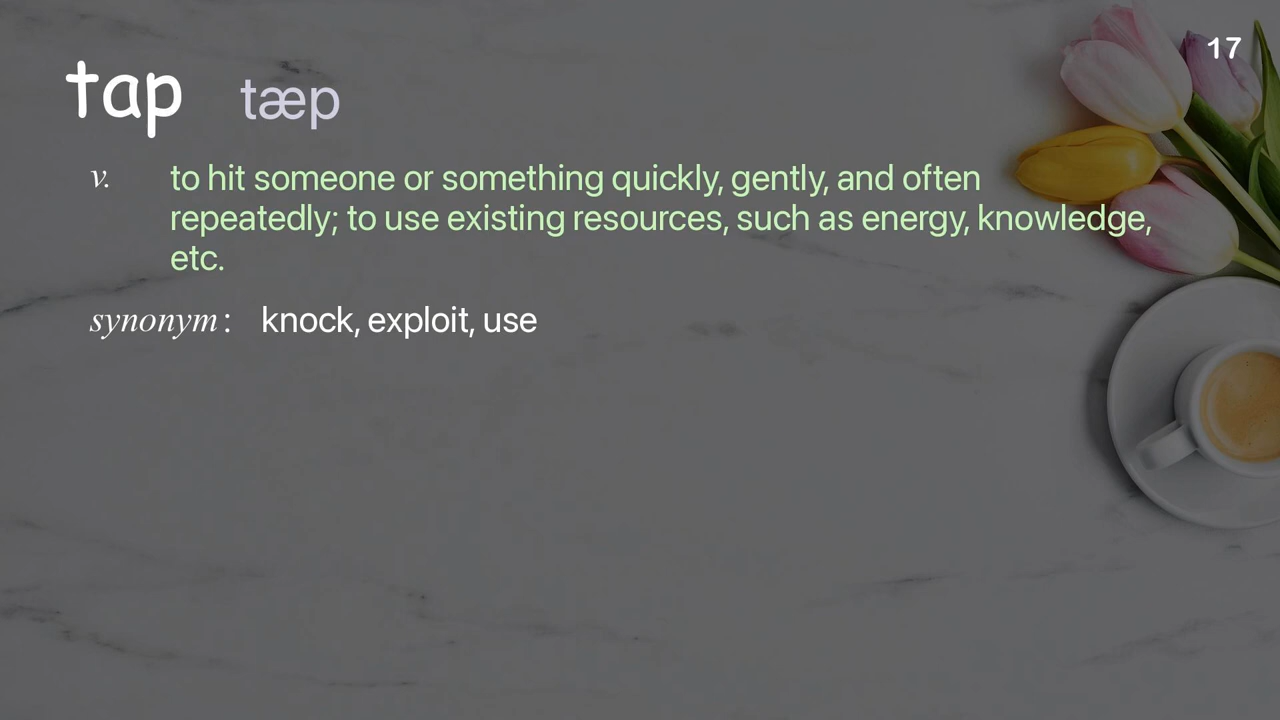 17
tap tæp
v. to hit someone or something quickly, gently, and often
repeatedly; to use existing resources, such as energy, knowledge,
etc.
synonym : knock, exploit, use